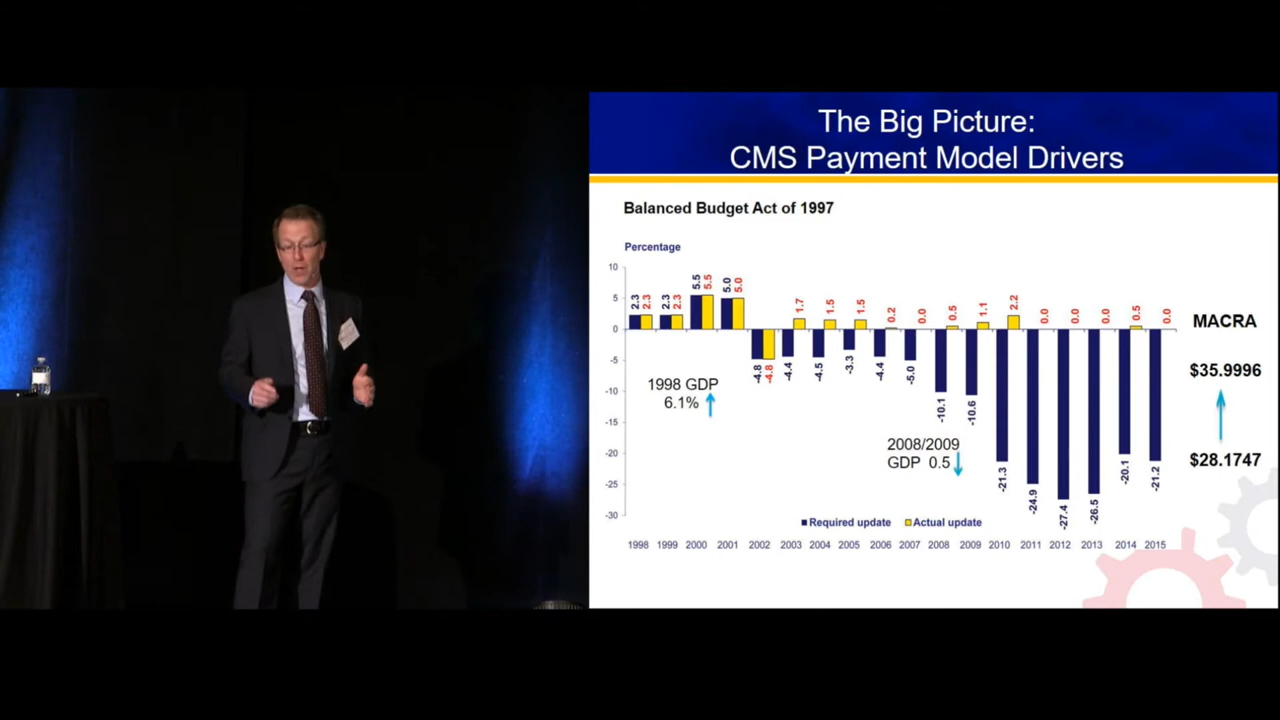 The Big Picture:
CMS Payment Model Drivers
Balanced Budget Act of 1997
Percentage
10
5
0
-5
-10
-15
-20
-25
-30
2.3 2.3 2.3 2.3 5.5 5.5 5.0 5.0 -4.8 -4.8 -4.4 1.7 -4.5 1.5 -3.3 1.5 -4.4 0.2 -5.0 0.0 -10.1 0.5 -10.6 1.1 -21.3 2.2 -24.9 0.0 -27.4 0.0 -26.5 0.0 -20.1 0.5 -21.2 0.0
1998 GDP
6.1%
2008/2009
GDP 0.5
MACRA
$35.9996
$28.1747
Required update Actual update
1998 1999 2000 2001 2002 2003 2004 2005 2006 2007 2008 2009 2010 2011 2012 2013 2014 2015